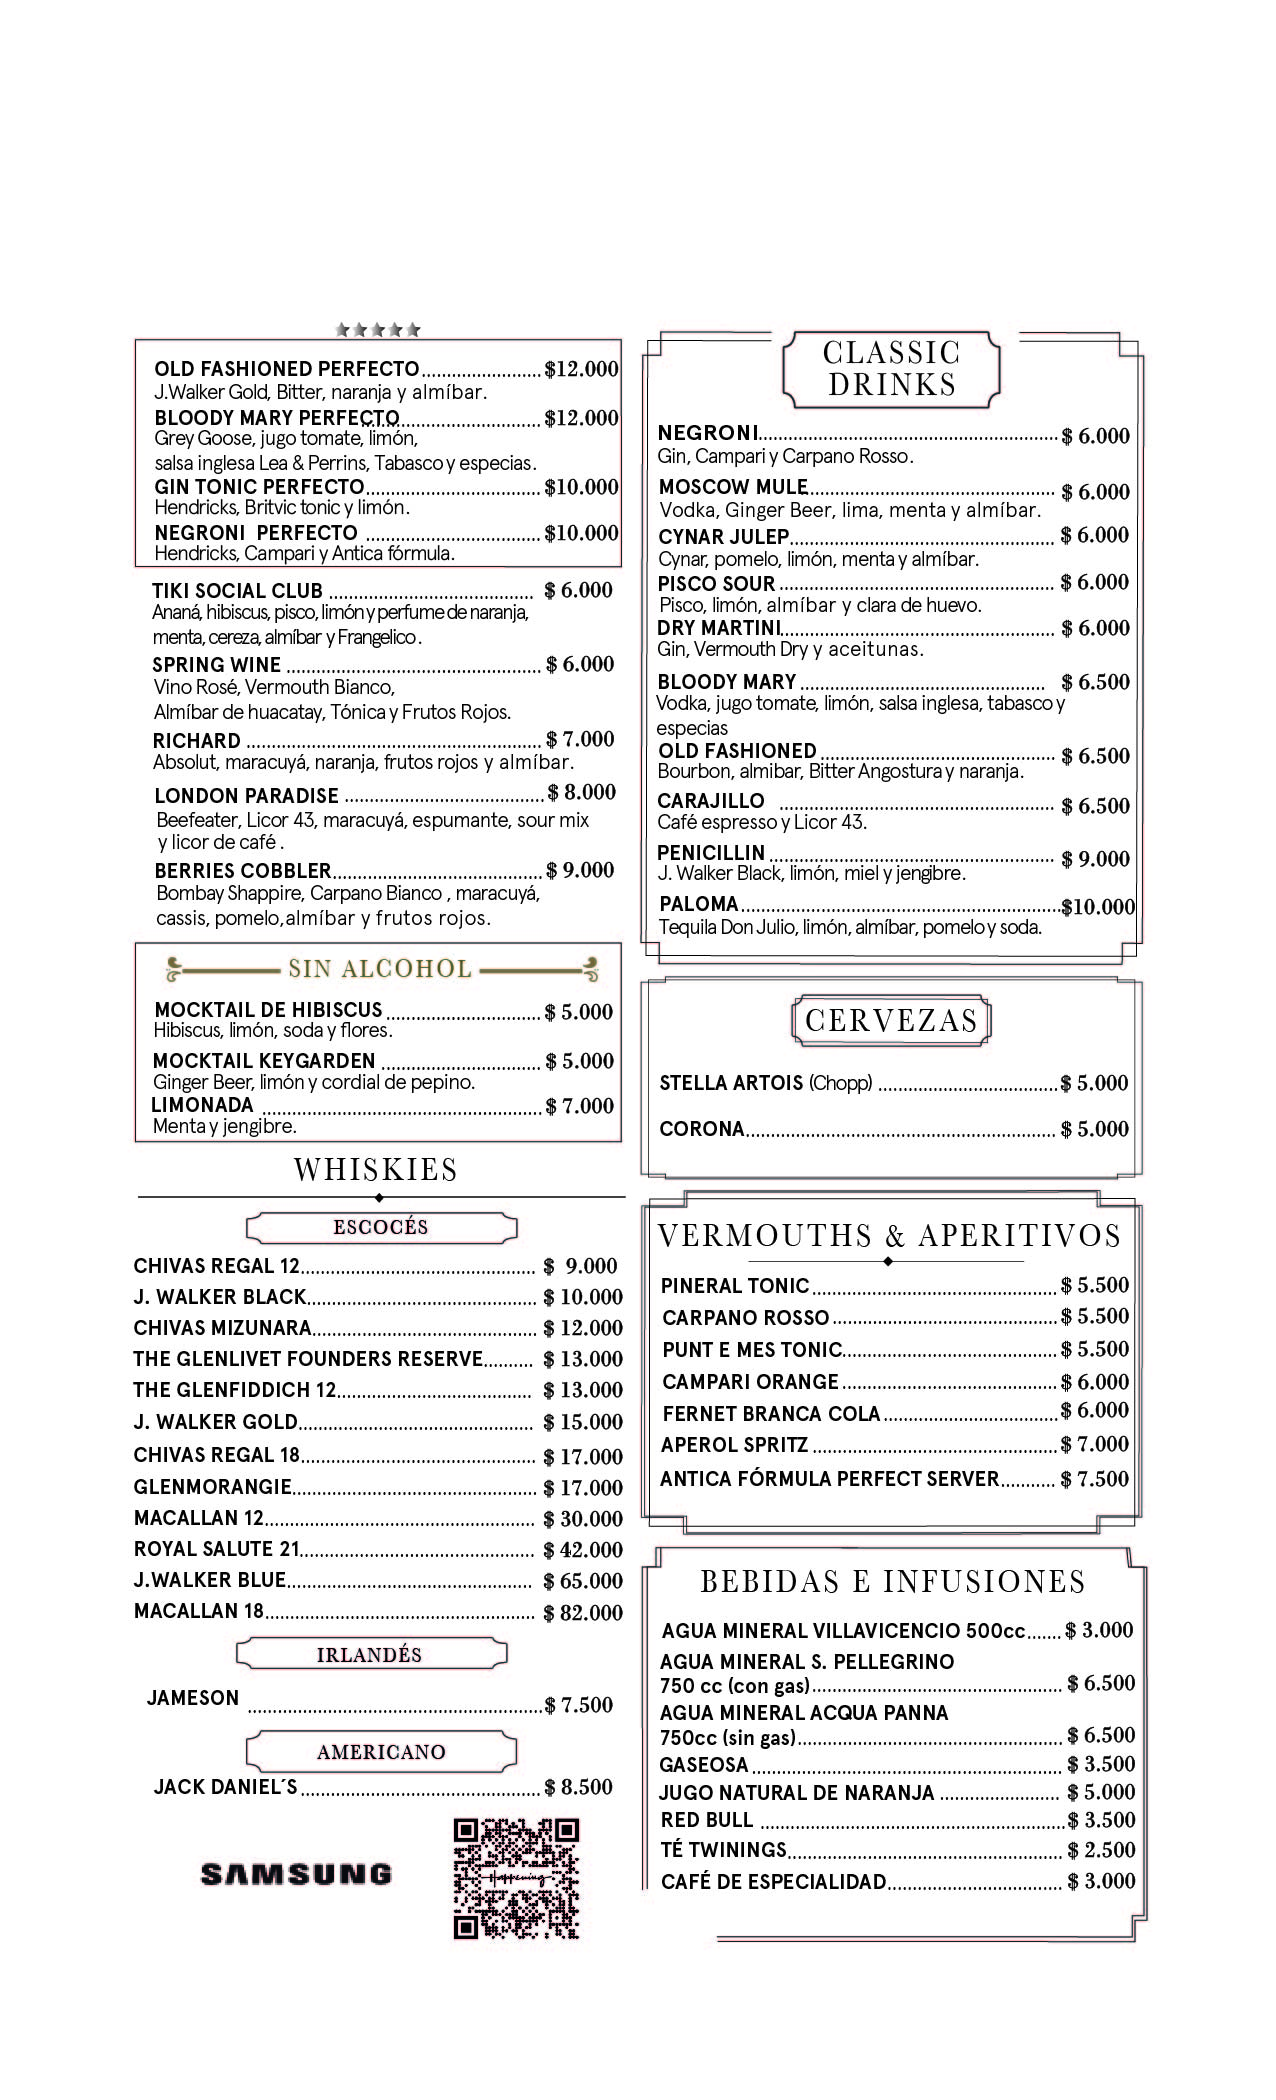 OLD FASHIONED PERFECTO $12.000
J.Walker Gold, Bitter, naranja y almíbar.
BLOODY MARY PERFECTO $12.000
Grey Goose, jugo tomate, limón,
salsa inglesa Lea & Perrins, Tabasco y especias.
GIN TONIC PERFECTO $10.000
Hendricks, Britvic tonic y limón.
NEGRONI PERFECTO $10.000
Hendricks, Campari y Antica fórmula.
TIKI SOCIAL CLUB $ 6.000
Ananá, hibiscus, pisco, limón y perfume de naranja,
menta, cereza, almíbar y Frangelico.
SPRING WINE $ 6.000
Vino Rosé, Vermouth Bianco,
Almíbar de huacatay, Tónica y Frutos Rojos.
RICHARD $ 7.000
Absolut, maracuyá, naranja, frutos rojos y almíbar.
LONDON PARADISE $ 8.000
Beefeater, Licor 43, maracuyá, espumante, sour mix
y licor de café .
BERRIES COBBLER $ 9.000
Bombay Shappire, Carpano Bianco , maracuyá,
cassis, pomelo,almíbar y frutos rojos.
SIN ALCOHOL
MOCKTAIL DE HIBISCUS $ 5.000
Hibiscus, limón, soda y flores.
MOCKTAIL KEYGARDEN $ 5.000
Ginger Beer, limón y cordial de pepino.
LIMONADA $ 7.000
Menta y jengibre.
WHISKIES
ESCOCÉS
CHIVAS REGAL 12 $ 9.000
J. WALKER BLACK $ 10.000
CHIVAS MIZUNARA $ 12.000
THE GLENLIVET FOUNDERS RESERVE $ 13.000
THE GLENFIDDICH 12 $ 13.000
J. WALKER GOLD $ 15.000
CHIVAS REGAL 18 $ 17.000
GLENMORANGIE $ 17.000
MACALLAN 12 $ 30.000
ROYAL SALUTE 21 $ 42.000
J.WALKER BLUE $ 65.000
MACALLAN 18 $ 82.000
IRLANDÉS
JAMESON $ 7.500
AMERICANO
JACK DANIEL´S $ 8.500
SAMSUNG
Happening
CLASSIC
DRINKS
NEGRONI $ 6.000
Gin, Campari y Carpano Rosso.
MOSCOW MULE $ 6.000
Vodka, Ginger Beer, lima, menta y almíbar.
CYNAR JULEP $ 6.000
Cynar, pomelo, limón, menta y almíbar.
PISCO SOUR $ 6.000
Pisco, limón, almíbar y clara de huevo.
DRY MARTINI $ 6.000
Gin, Vermouth Dry y aceitunas.
BLOODY MARY $ 6.500
Vodka, jugo tomate, limón, salsa inglesa, tabasco y
especias
OLD FASHIONED $ 6.500
Bourbon, almibar, Bitter Angostura y naranja.
CARAJILLO $ 6.500
Café espresso y Licor 43.
PENICILLIN $ 9.000
J. Walker Black, limón, miel y jengibre.
PALOMA $10.000
Tequila Don Julio, limón, almíbar, pomelo y soda.
CERVEZAS
STELLA ARTOIS (Chopp) $ 5.000
CORONA $ 5.000
VERMOUTHS & APERITIVOS
PINERAL TONIC $ 5.500
CARPANO ROSSO $ 5.500
PUNT E MES TONIC $ 5.500
CAMPARI ORANGE $ 6.000
FERNET BRANCA COLA $ 6.000
APEROL SPRITZ $ 7.000
ANTICA FÓRMULA PERFECT SERVER $ 7.500
BEBIDAS E INFUSIONES
AGUA MINERAL VILLAVICENCIO 500cc $ 3.000
AGUA MINERAL S. PELLEGRINO
750 cc (con gas) $ 6.500
AGUA MINERAL ACQUA PANNA
750cc (sin gas) $ 6.500
GASEOSA $ 3.500
JUGO NATURAL DE NARANJA $ 5.000
RED BULL $ 3.500
TÉ TWININGS $ 2.500
CAFÉ DE ESPECIALIDAD $ 3.000